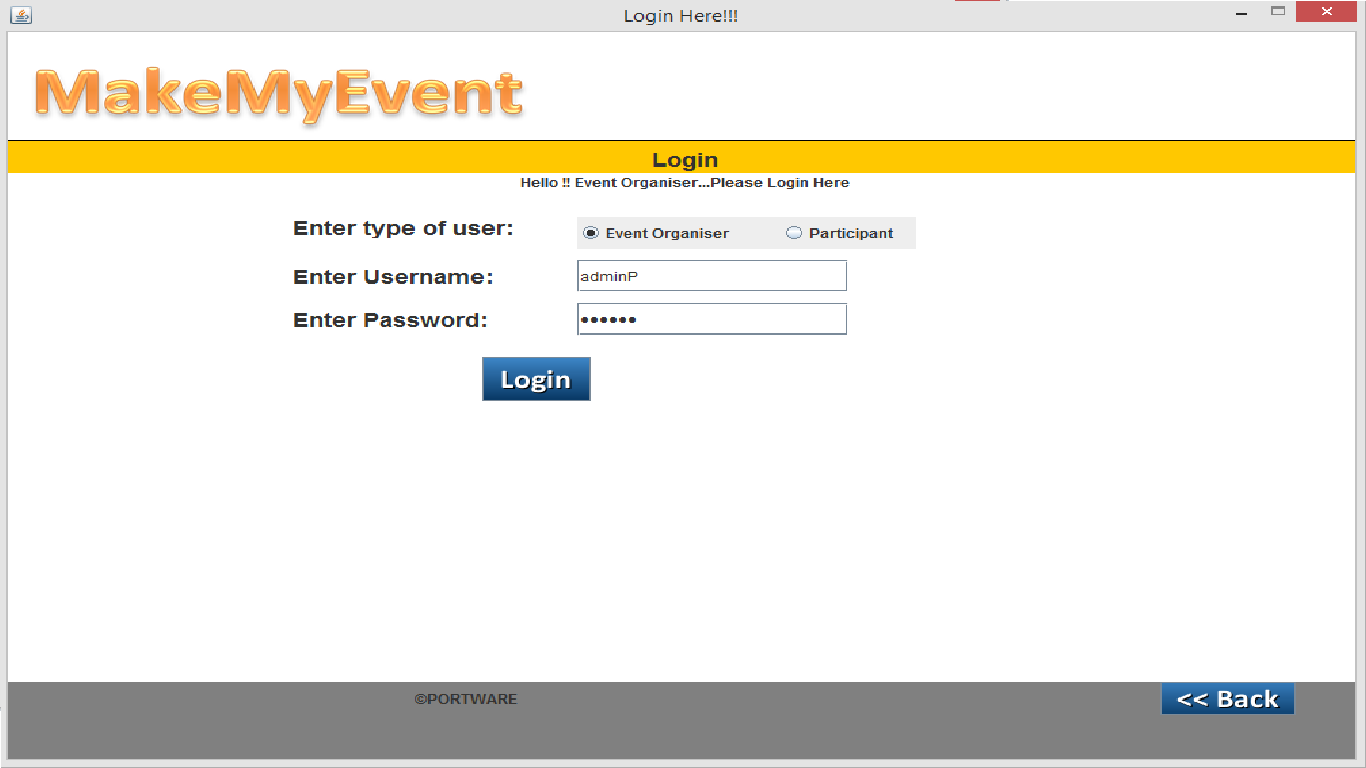 Login Here!!!
MakeMyEvent
Login
Hello !! Event Organiser...Please Login Here
Enter type of user: Event Organiser Participant
Enter Username: adminP
Enter Password: ••••••
Login
©PORTWARE << Back